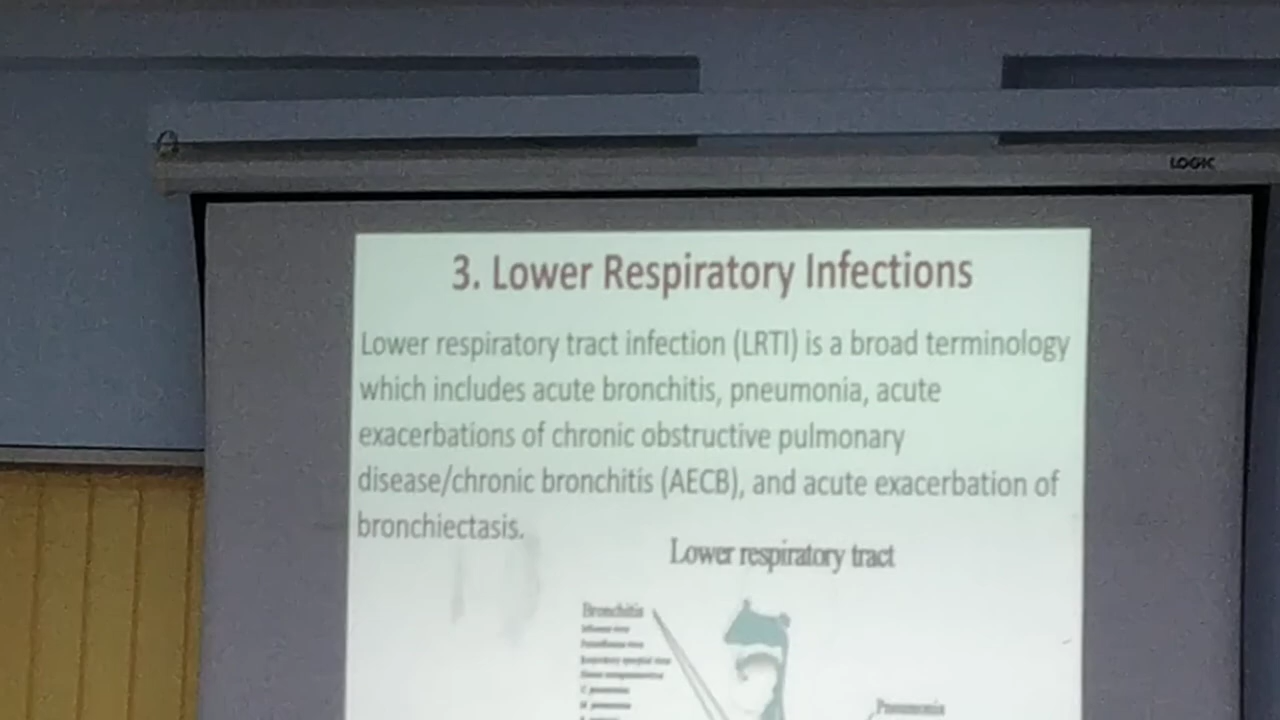 LOGIC
3. Lower Respiratory Infections
Lower respiratory tract infection (LRTI) is a broad terminology
which includes acute bronchitis, pneumonia, acute
exacerbations of chronic obstructive pulmonary
disease/chronic bronchitis (AECB), and acute exacerbation of
bronchiectasis.
Lower respiratory tract
Bronchitis
Pneumonia